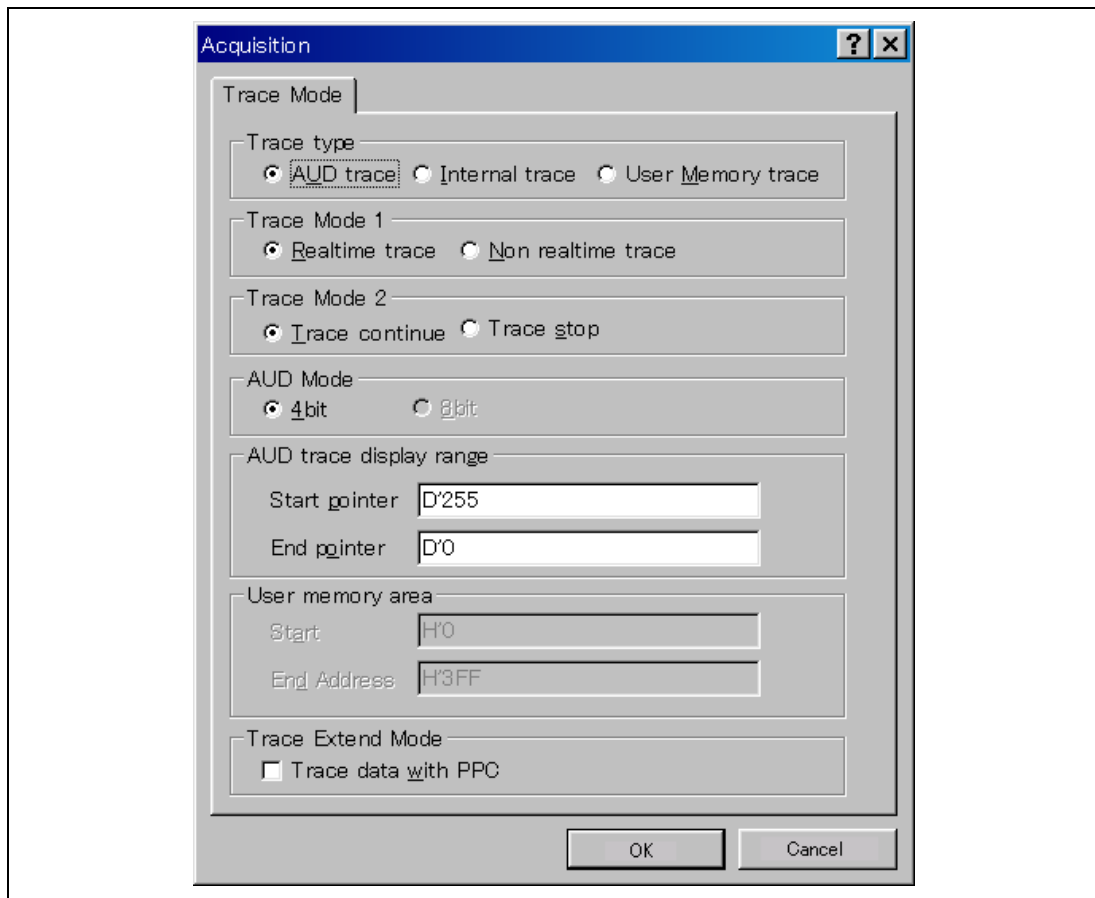 Acquisition
Trace Mode
Trace type
AUD trace Internal trace User Memory trace
Trace Mode 1
Realtime trace Non realtime trace
Trace Mode 2
Trace continue Trace stop
AUD Mode
4bit 8bit
AUD trace display range
Start pointer D'255
End pointer D'0
User memory area
Start H'0
End Address H'3FF
Trace Extend Mode
Trace data with PPC
OK Cancel